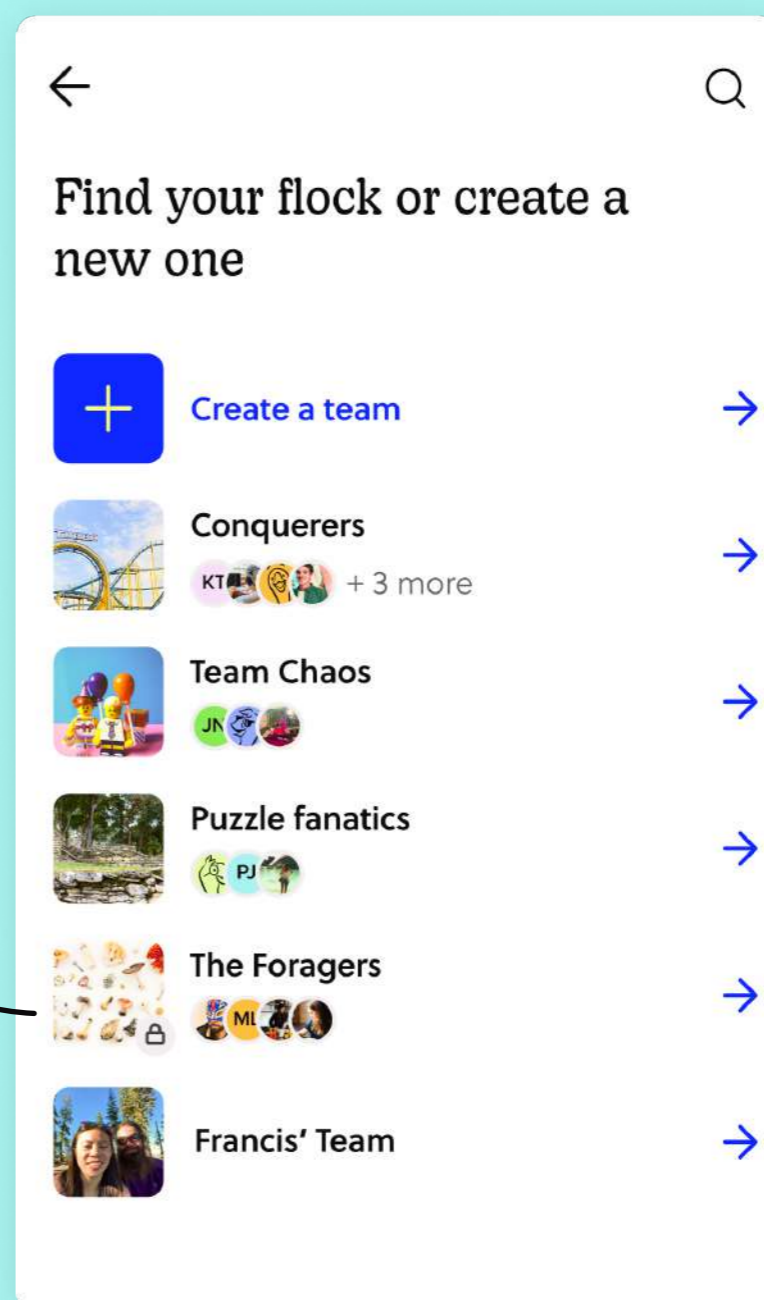 Find your flock or create a
new one
Create a team
Conquerers
KT
+ 3 more
Team Chaos
JN
Puzzle fanatics
PJ
The Foragers
ML
Francis’ Team